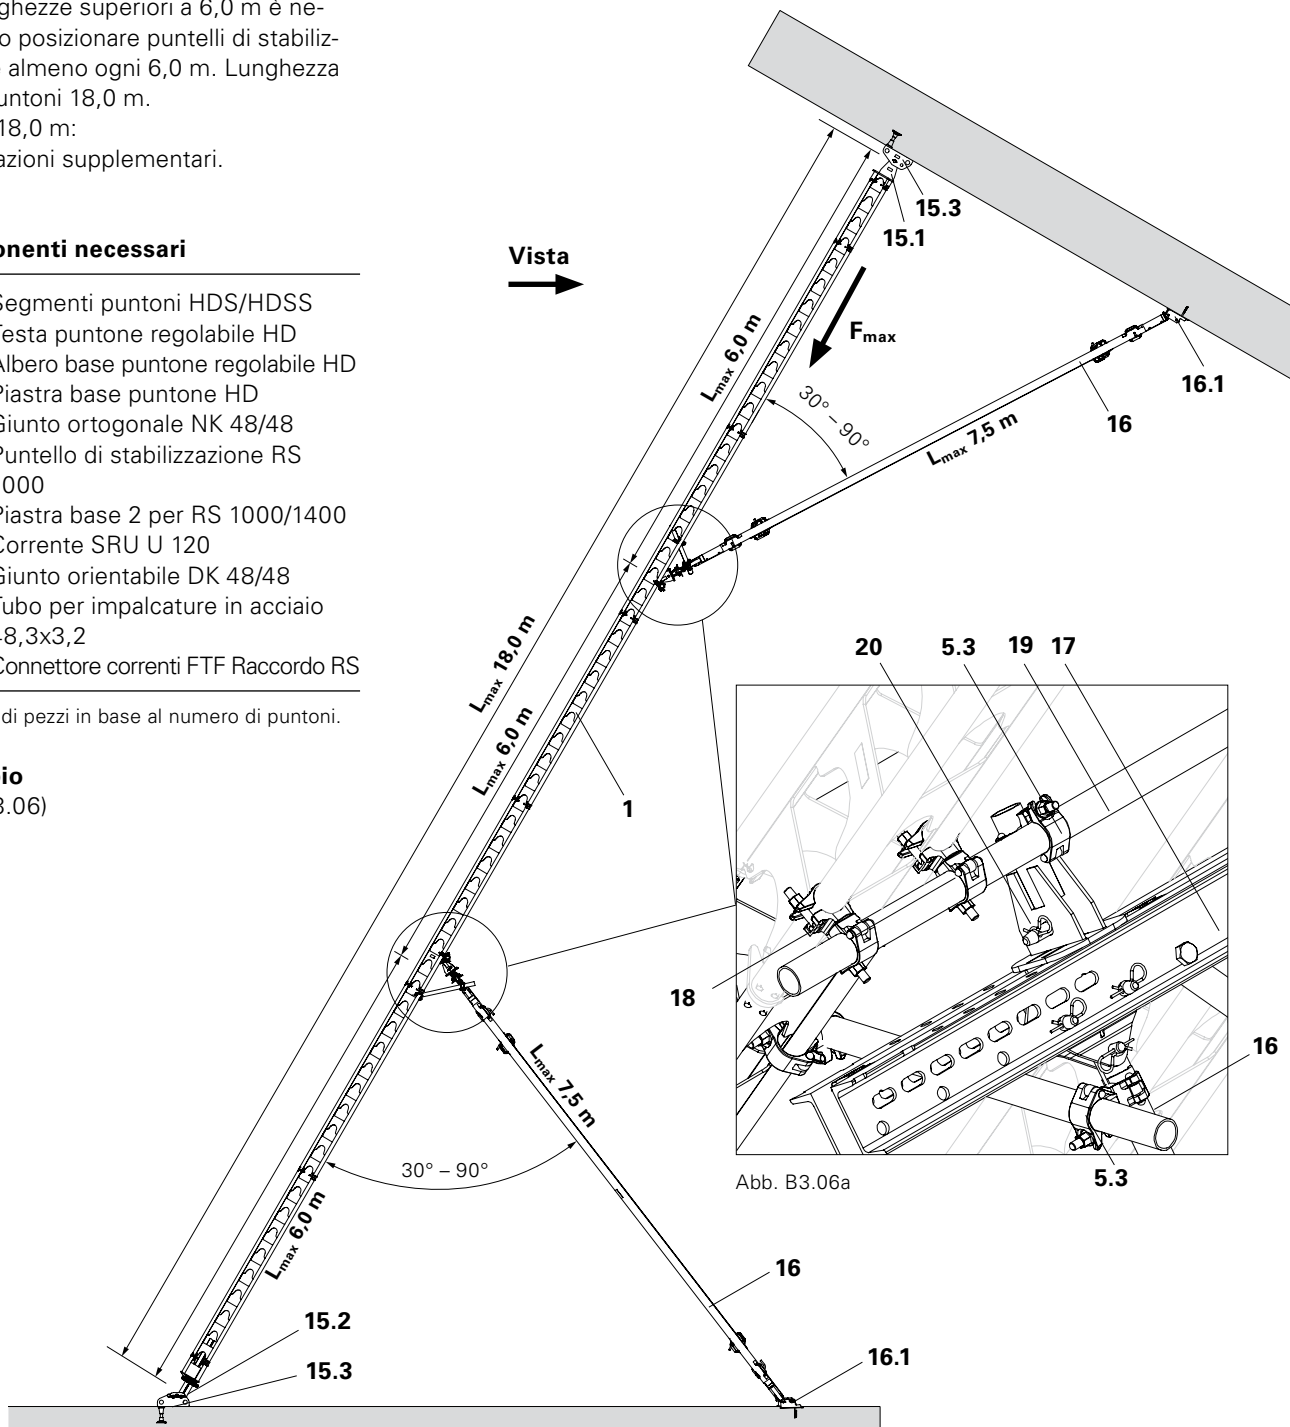 ghezze superiori a 6,0 m è ne-
o posizionare puntelli di stabiliz-
almeno ogni 6,0 m. Lunghezza
untoni 18,0 m.
18,0 m:
azioni supplementari.
onenti necessari
Segmenti puntoni HDS/HDSS
Testa puntone regolabile HD
Albero base puntone regolabile HD
Piastra base puntone HD
Giunto ortogonale NK 48/48
Puntello di stabilizzazione RS
000
Piastra base 2 per RS 1000/1400
Corrente SRU U 120
Giunto orientabile DK 48/48
Tubo per impalcature in acciaio
48,3x3,2
Connettore correnti FTF Raccordo RS
di pezzi in base al numero di puntoni.
io
3.06)
Vista
15.3
15.1
Fmax
Lmax 6,0 m
30° – 90°
16.1
16
Lmax 7,5 m
Lmax 18,0 m
Lmax 6,0 m
1
20
5.3
19
17
18
16
5.3
Abb. B3.06a
Lmax 7,5 m
30° – 90°
Lmax 6,0 m
16
15.2
15.3
16.1